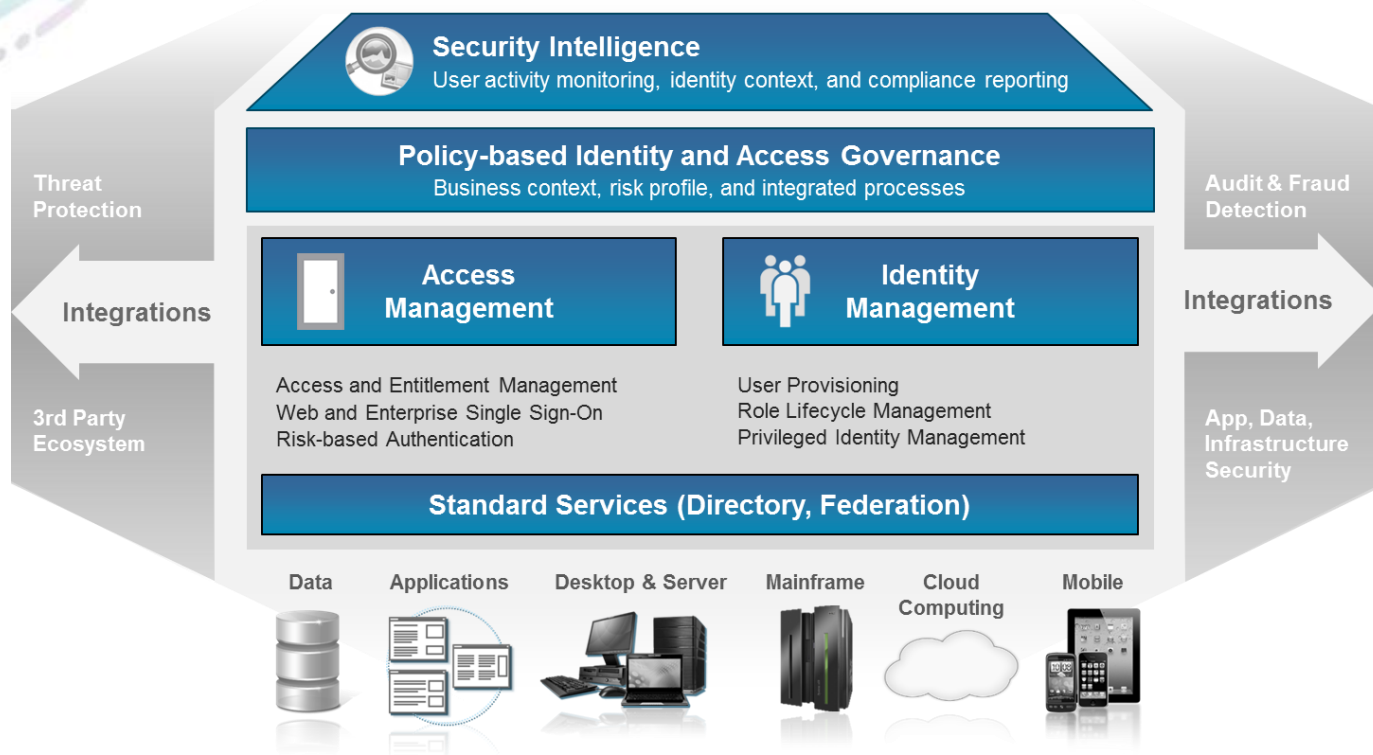 Security Intelligence
User activity monitoring, identity context, and compliance reporting
Policy-based Identity and Access Governance
Business context, risk profile, and integrated processes
Threat
Protection
Integrations
3rd Party
Ecosystem
Access
Management
Access and Entitlement Management
Web and Enterprise Single Sign-On
Risk-based Authentication
Identity
Management
User Provisioning
Role Lifecycle Management
Privileged Identity Management
Audit & Fraud
Detection
Integrations
App, Data,
Infrastructure
Security
Standard Services (Directory, Federation)
Data
Applications
Desktop & Server
Mainframe
Cloud
Computing
Mobile